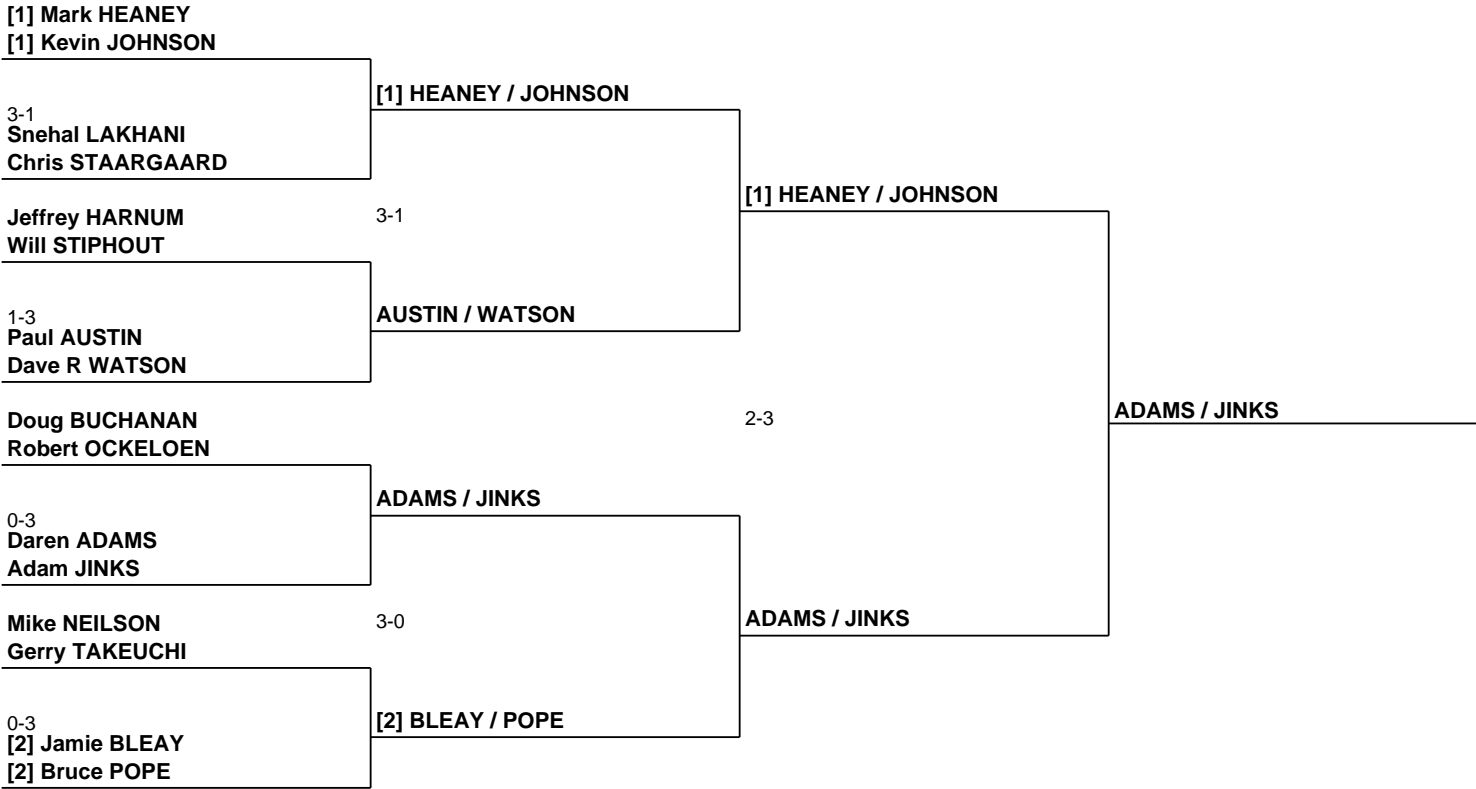 [1] Mark HEANEY
[1] Kevin JOHNSON
3-1
Snehal LAKHANI
Chris STAARGAARD
Jeffrey HARNUM
Will STIPHOUT
1-3
Paul AUSTIN
Dave R WATSON
Doug BUCHANAN
Robert OCKELOEN
0-3
Daren ADAMS
Adam JINKS
Mike NEILSON
Gerry TAKEUCHI
0-3
[2] Jamie BLEAY
[2] Bruce POPE
[1] HEANEY / JOHNSON
3-1
AUSTIN / WATSON
ADAMS / JINKS
3-0
[2] BLEAY / POPE
[1] HEANEY / JOHNSON
2-3
ADAMS / JINKS
ADAMS / JINKS